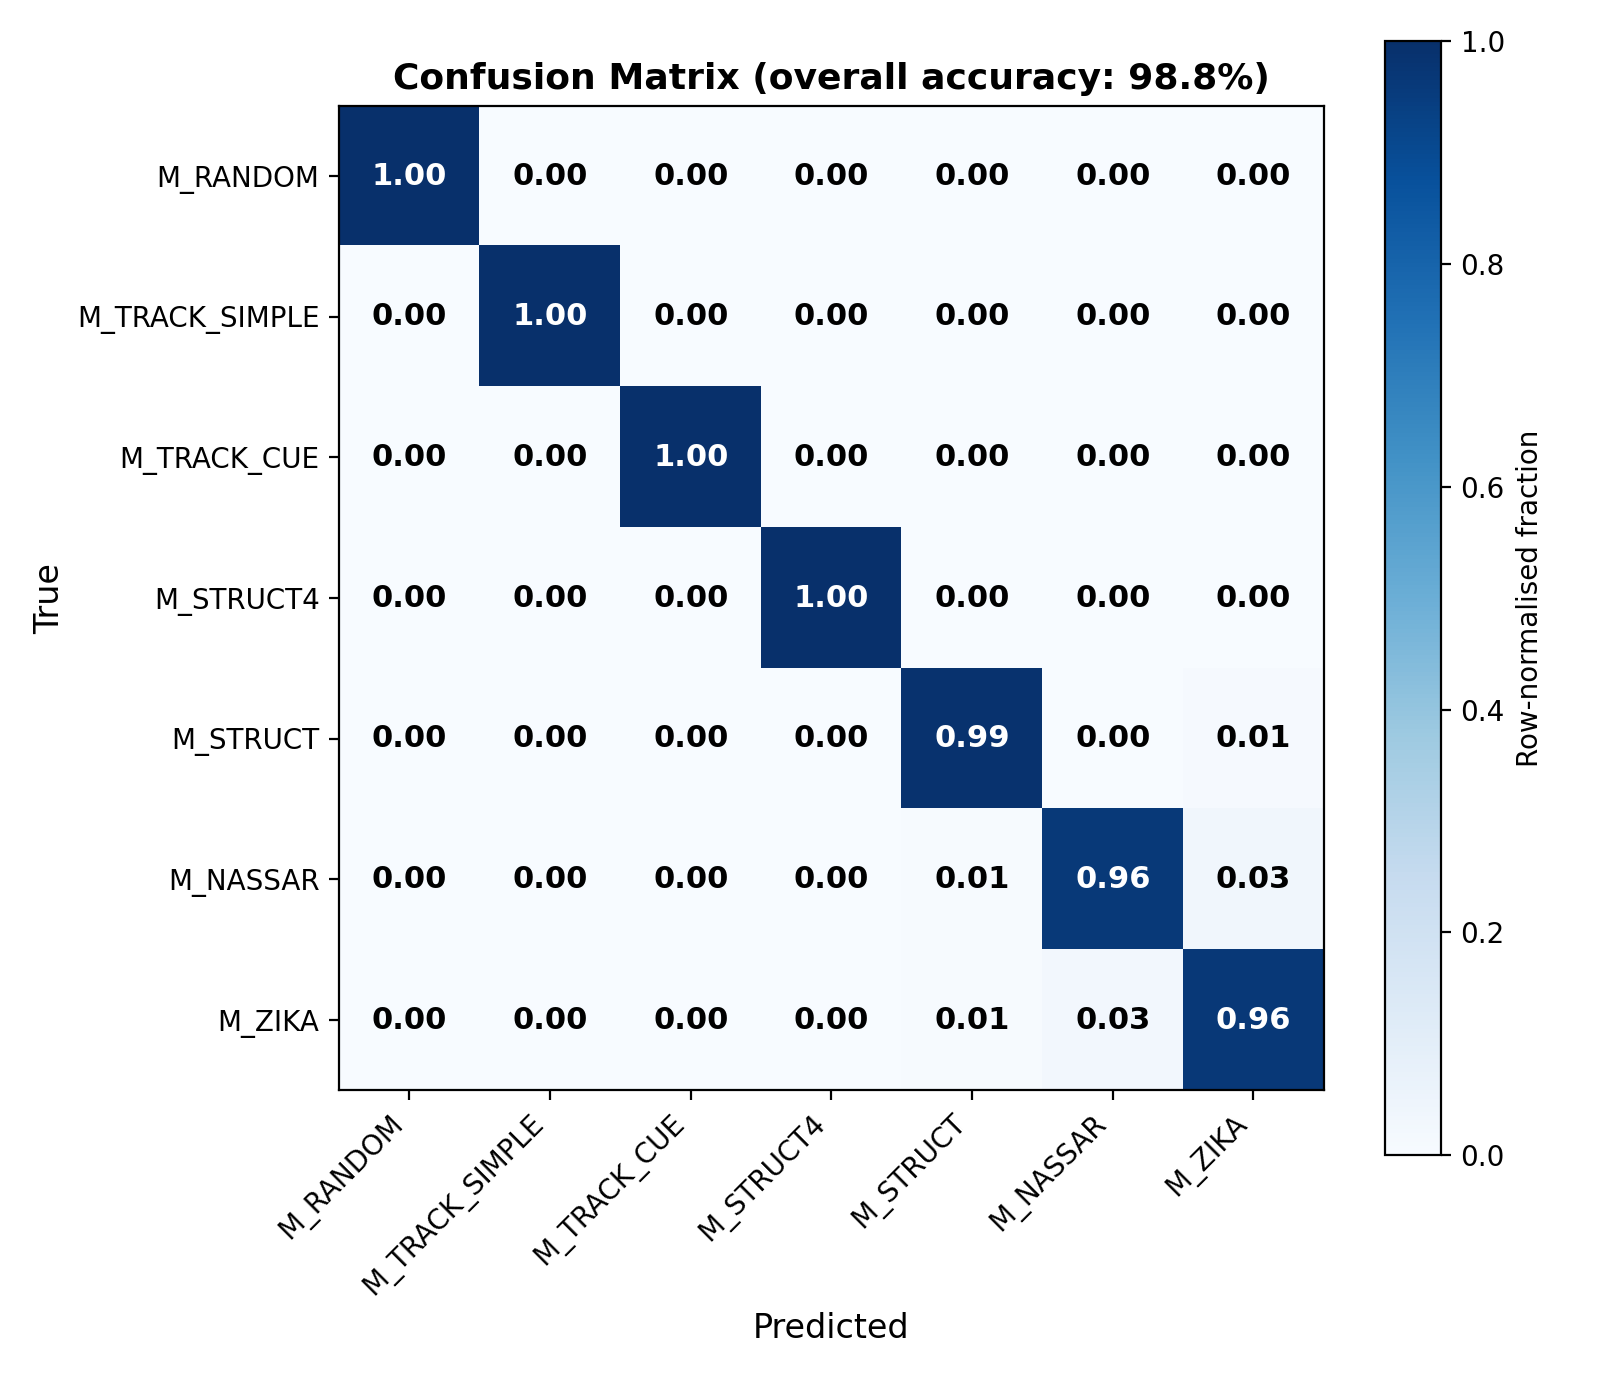 Confusion Matrix (overall accuracy: 98.8%)
True
M_RANDOM 1.00 0.00 0.00 0.00 0.00 0.00 0.00
M_TRACK_SIMPLE 0.00 1.00 0.00 0.00 0.00 0.00 0.00
M_TRACK_CUE 0.00 0.00 1.00 0.00 0.00 0.00 0.00
M_STRUCT4 0.00 0.00 0.00 1.00 0.00 0.00 0.00
M_STRUCT 0.00 0.00 0.00 0.00 0.99 0.00 0.01
M_NASSAR 0.00 0.00 0.00 0.00 0.01 0.96 0.03
M_ZIKA 0.00 0.00 0.00 0.00 0.01 0.03 0.96
M_RANDOM
M_TRACK_SIMPLE
M_TRACK_CUE
M_STRUCT4
M_STRUCT
M_NASSAR
M_ZIKA
Predicted
1.0
0.8
0.6
0.4
0.2
0.0
Row-normalised fraction